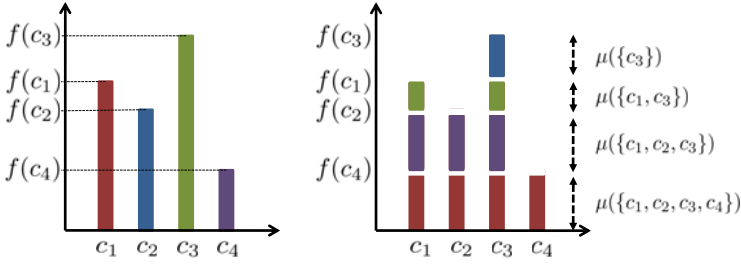 f(c₃)
f(c₁)
f(c₂)
f(c₄)
c₁ c₂ c₃ c₄
f(c₃)
f(c₁)
f(c₂)
f(c₄)
c₁ c₂ c₃ c₄
μ({c₃})
μ({c₁, c₃})
μ({c₁, c₂, c₃})
μ({c₁, c₂, c₃, c₄})